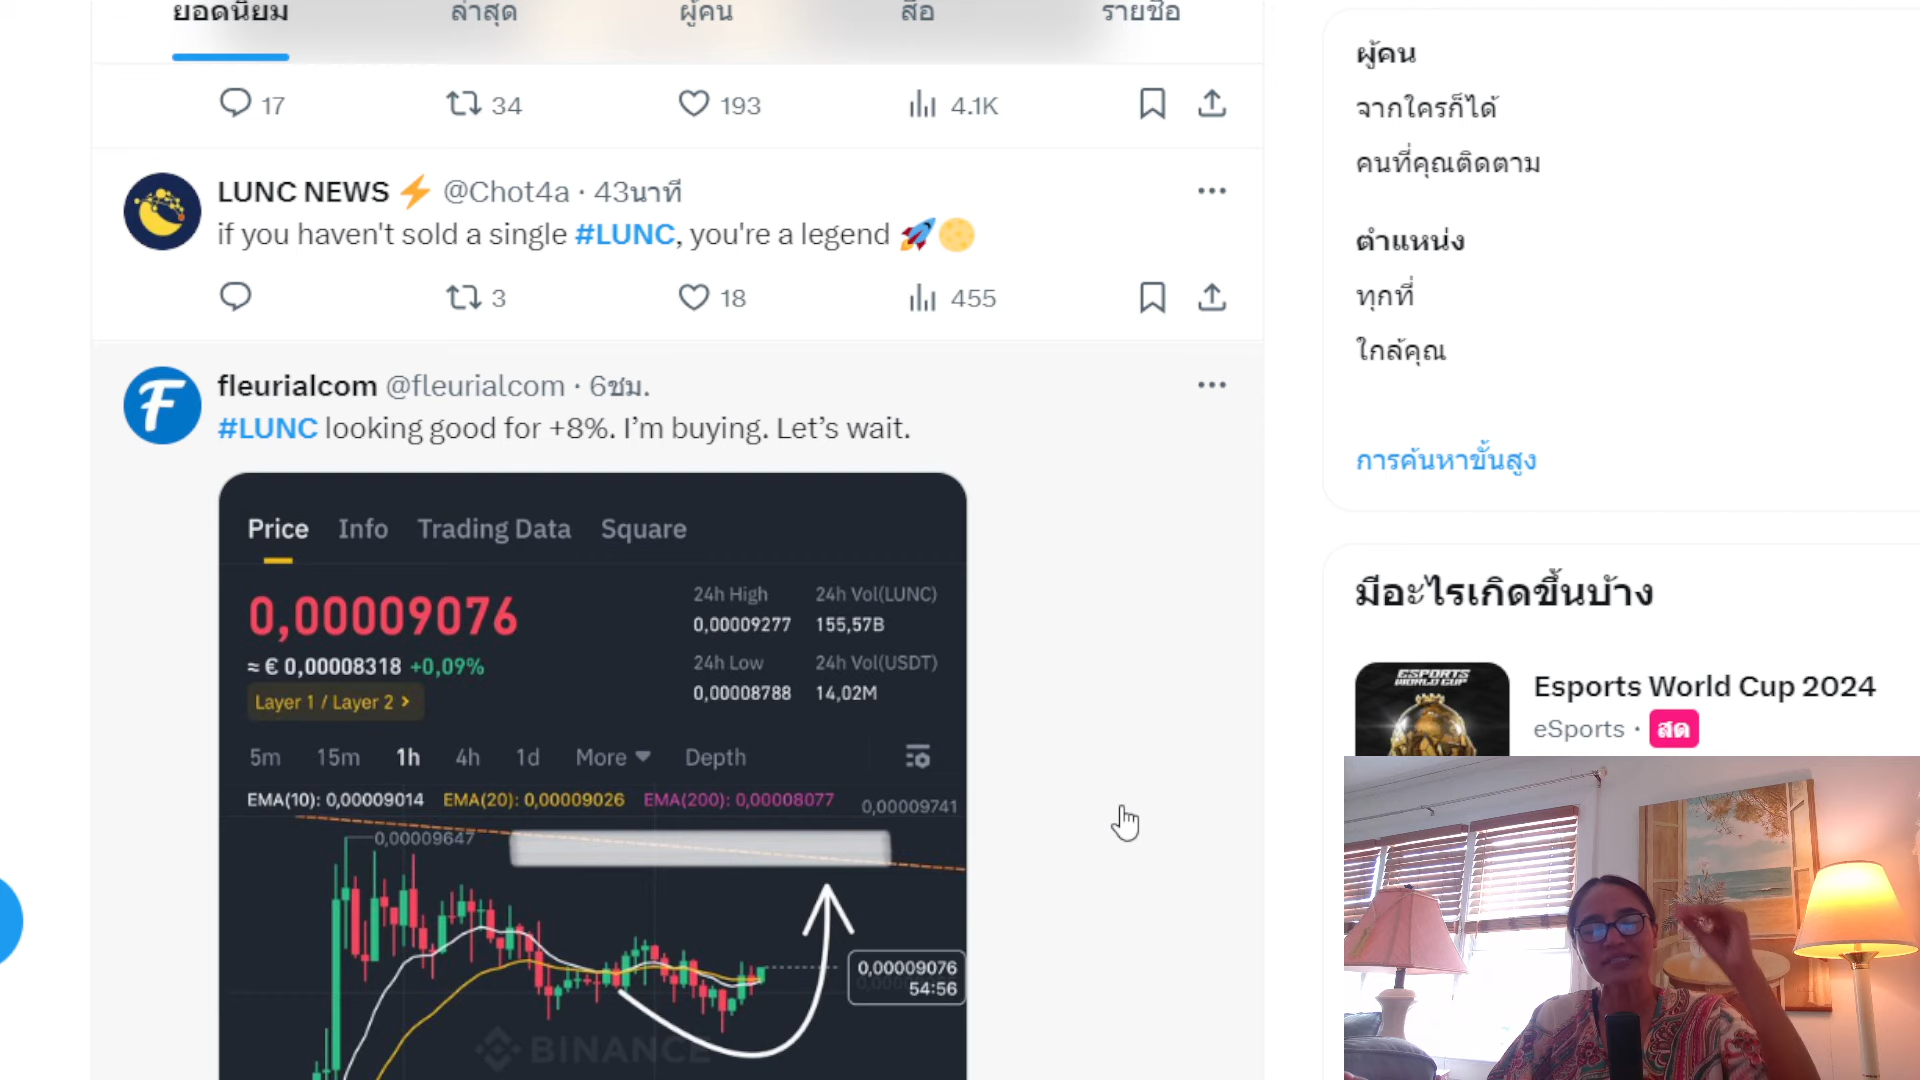 ยอดนิยม ล่าสุด ผู้คน สื่อ รายชื่อ
17 34 193 4.1K
LUNC NEWS ⚡ @Chot4a · 43นาที
if you haven't sold a single #LUNC, you're a legend 🚀🌕
3 18 455
fleurialcom @fleurialcom · 6ชม.
#LUNC looking good for +8%. I’m buying. Let’s wait.
Price Info Trading Data Square
0,00009076
≈ € 0,00008318 +0,09%
Layer 1 / Layer 2 >
24h High 24h Vol(LUNC)
0,00009277 155,57B
24h Low 24h Vol(USDT)
0,00008788 14,02M
5m 15m 1h 4h 1d More Depth
EMA(10): 0,00009014 EMA(20): 0,00009026 EMA(200): 0,00008077 0,00009741
0,00009647
0,00009076
54:56
BINANCE
ผู้คน
จากใครก็ได้
คนที่คุณติดตาม
ตำแหน่ง
ทุกที่
ใกล้คุณ
การค้นหาขั้นสูง
มีอะไรเกิดขึ้นบ้าง
ESPORTS
WORLD CUP
Esports World Cup 2024
eSports · สด